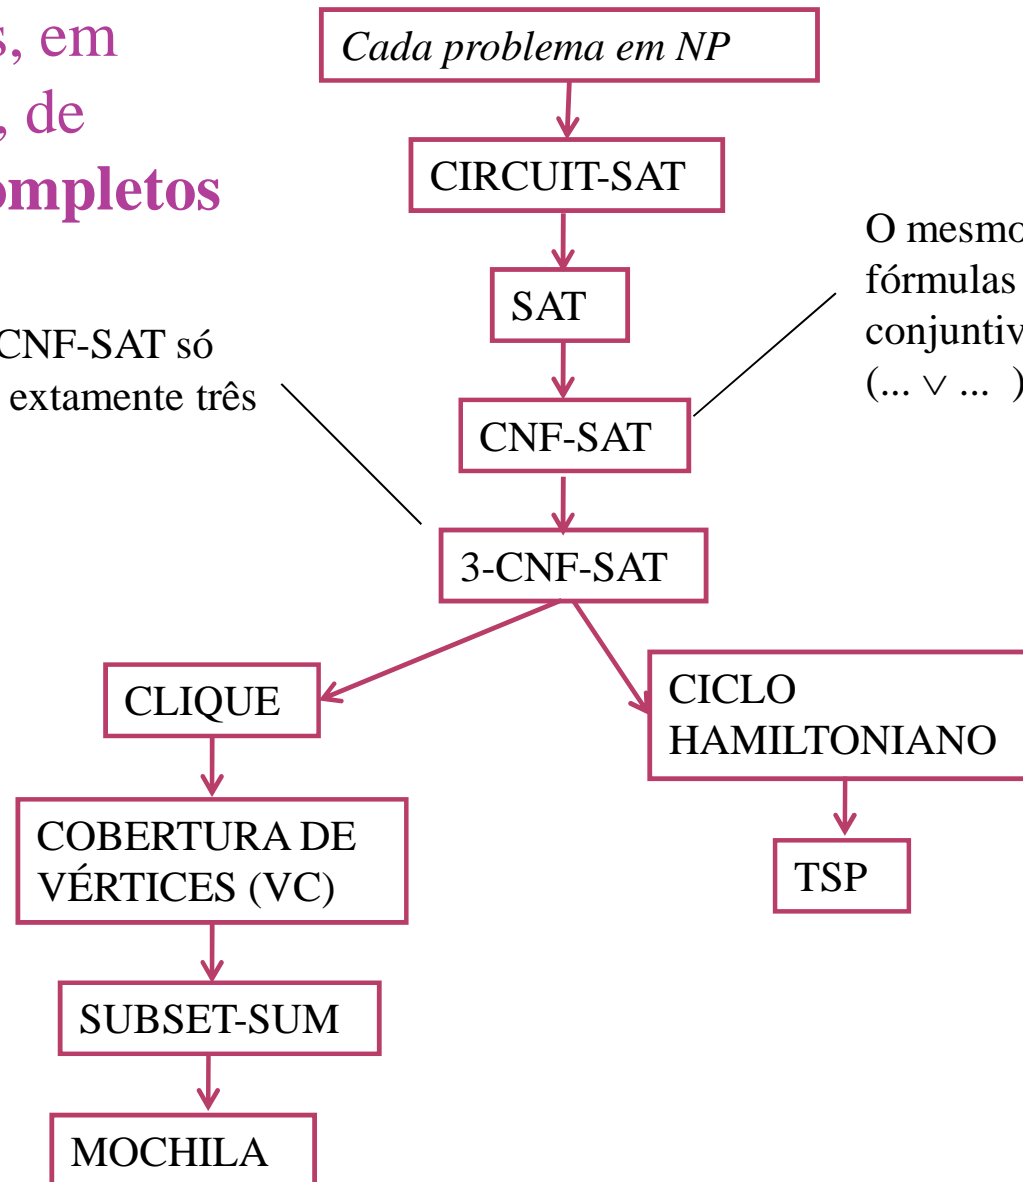 s, em
, de
ompletos
Cada problema em NP
CIRCUIT-SAT
SAT
O mesmo
fórmulas
conjuntiv
(... ∨ ... )
CNF-SAT só
extamente três
CNF-SAT
3-CNF-SAT
CLIQUE
CICLO
HAMILTONIANO
COBERTURA DE
VÉRTICES (VC)
TSP
SUBSET-SUM
MOCHILA